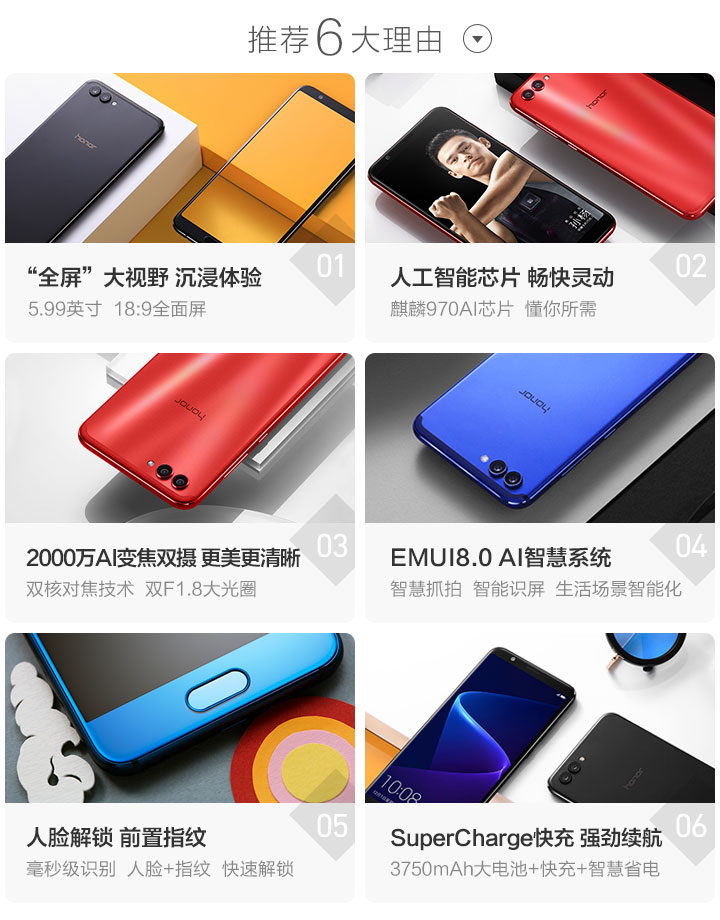 推荐6大理由
honor
01
“全屏”大视野 沉浸体验
5.99英寸 18:9全面屏
honor
孙杨
02
人工智能芯片 畅快灵动
麒麟970AI芯片 懂你所需
honor
03
2000万AI变焦双摄 更美更清晰
双核对焦技术 双F1.8大光圈
honor
04
EMUI8.0 AI智慧系统
智慧抓拍 智能识屏 生活场景智能化
05
人脸解锁 前置指纹
毫秒级识别 人脸+指纹 快速解锁
10:08
honor
06
SuperCharge快充 强劲续航
3750mAh大电池+快充+智慧省电